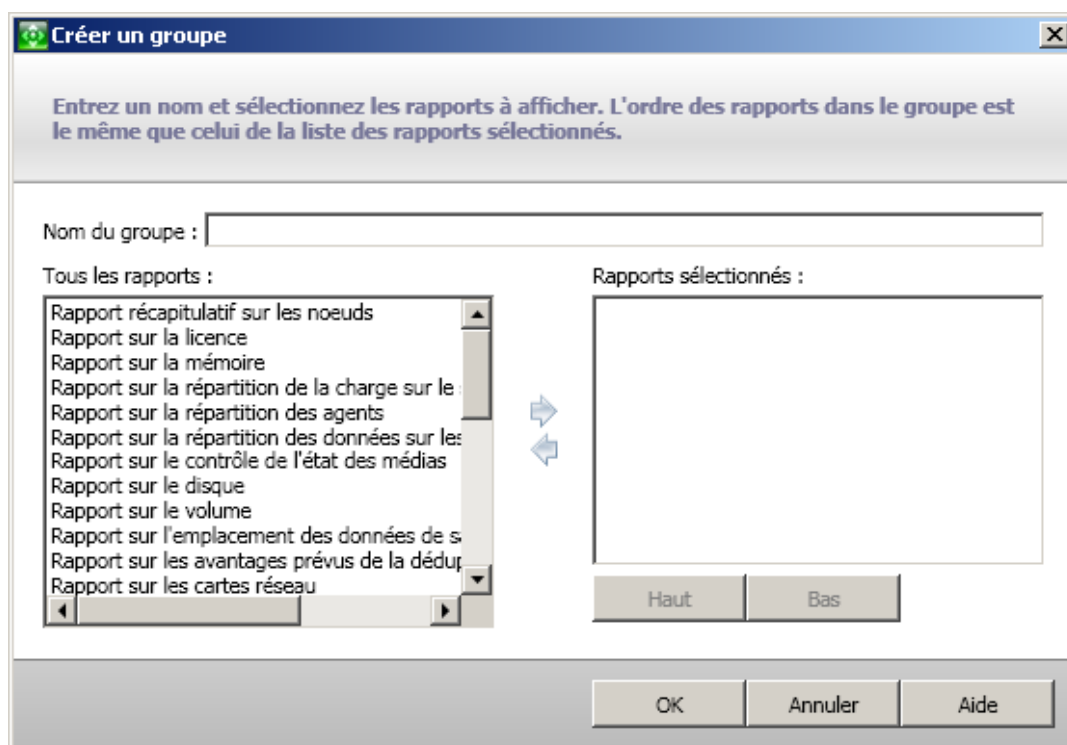 Créer un groupe
Entrez un nom et sélectionnez les rapports à afficher. L'ordre des rapports dans le groupe est
le même que celui de la liste des rapports sélectionnés.
Nom du groupe :
Tous les rapports :
Rapport récapitulatif sur les noeuds
Rapport sur la licence
Rapport sur la mémoire
Rapport sur la répartition de la charge sur le
Rapport sur la répartition des agents
Rapport sur la répartition des données sur les
Rapport sur le contrôle de l'état des médias
Rapport sur le disque
Rapport sur le volume
Rapport sur l'emplacement des données de
Rapport sur les avantages prévus de la
Rapport sur les cartes réseau
Rapports sélectionnés :
Haut
Bas
OK
Annuler
Aide